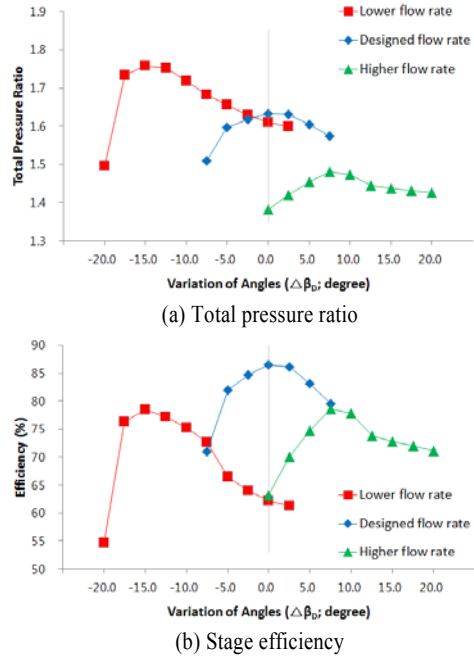 Total Pressure Ratio
1.9
1.8
1.7
1.6
1.5
1.4
1.3
Lower flow rate
Designed flow rate
Higher flow rate
-20.0 -15.0 -10.0 -5.0 0.0 5.0 10.0 15.0 20.0
Variation of Angles (△β_D; degree)
(a) Total pressure ratio
Efficiency (%)
90
85
80
75
70
65
60
55
50
Lower flow rate
Designed flow rate
Higher flow rate
-20.0 -15.0 -10.0 -5.0 0.0 5.0 10.0 15.0 20.0
Variation of Angles (△β_D; degree)
(b) Stage efficiency